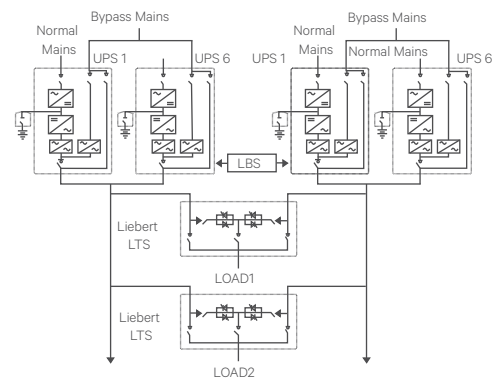 Bypass Mains
Bypass Mains
Normal
Mains
UPS 1
UPS 6
UPS 1
Normal
Mains
Normal Mains
UPS 6
LBS
Liebert
LTS
LOAD1
Liebert
LTS
LOAD2